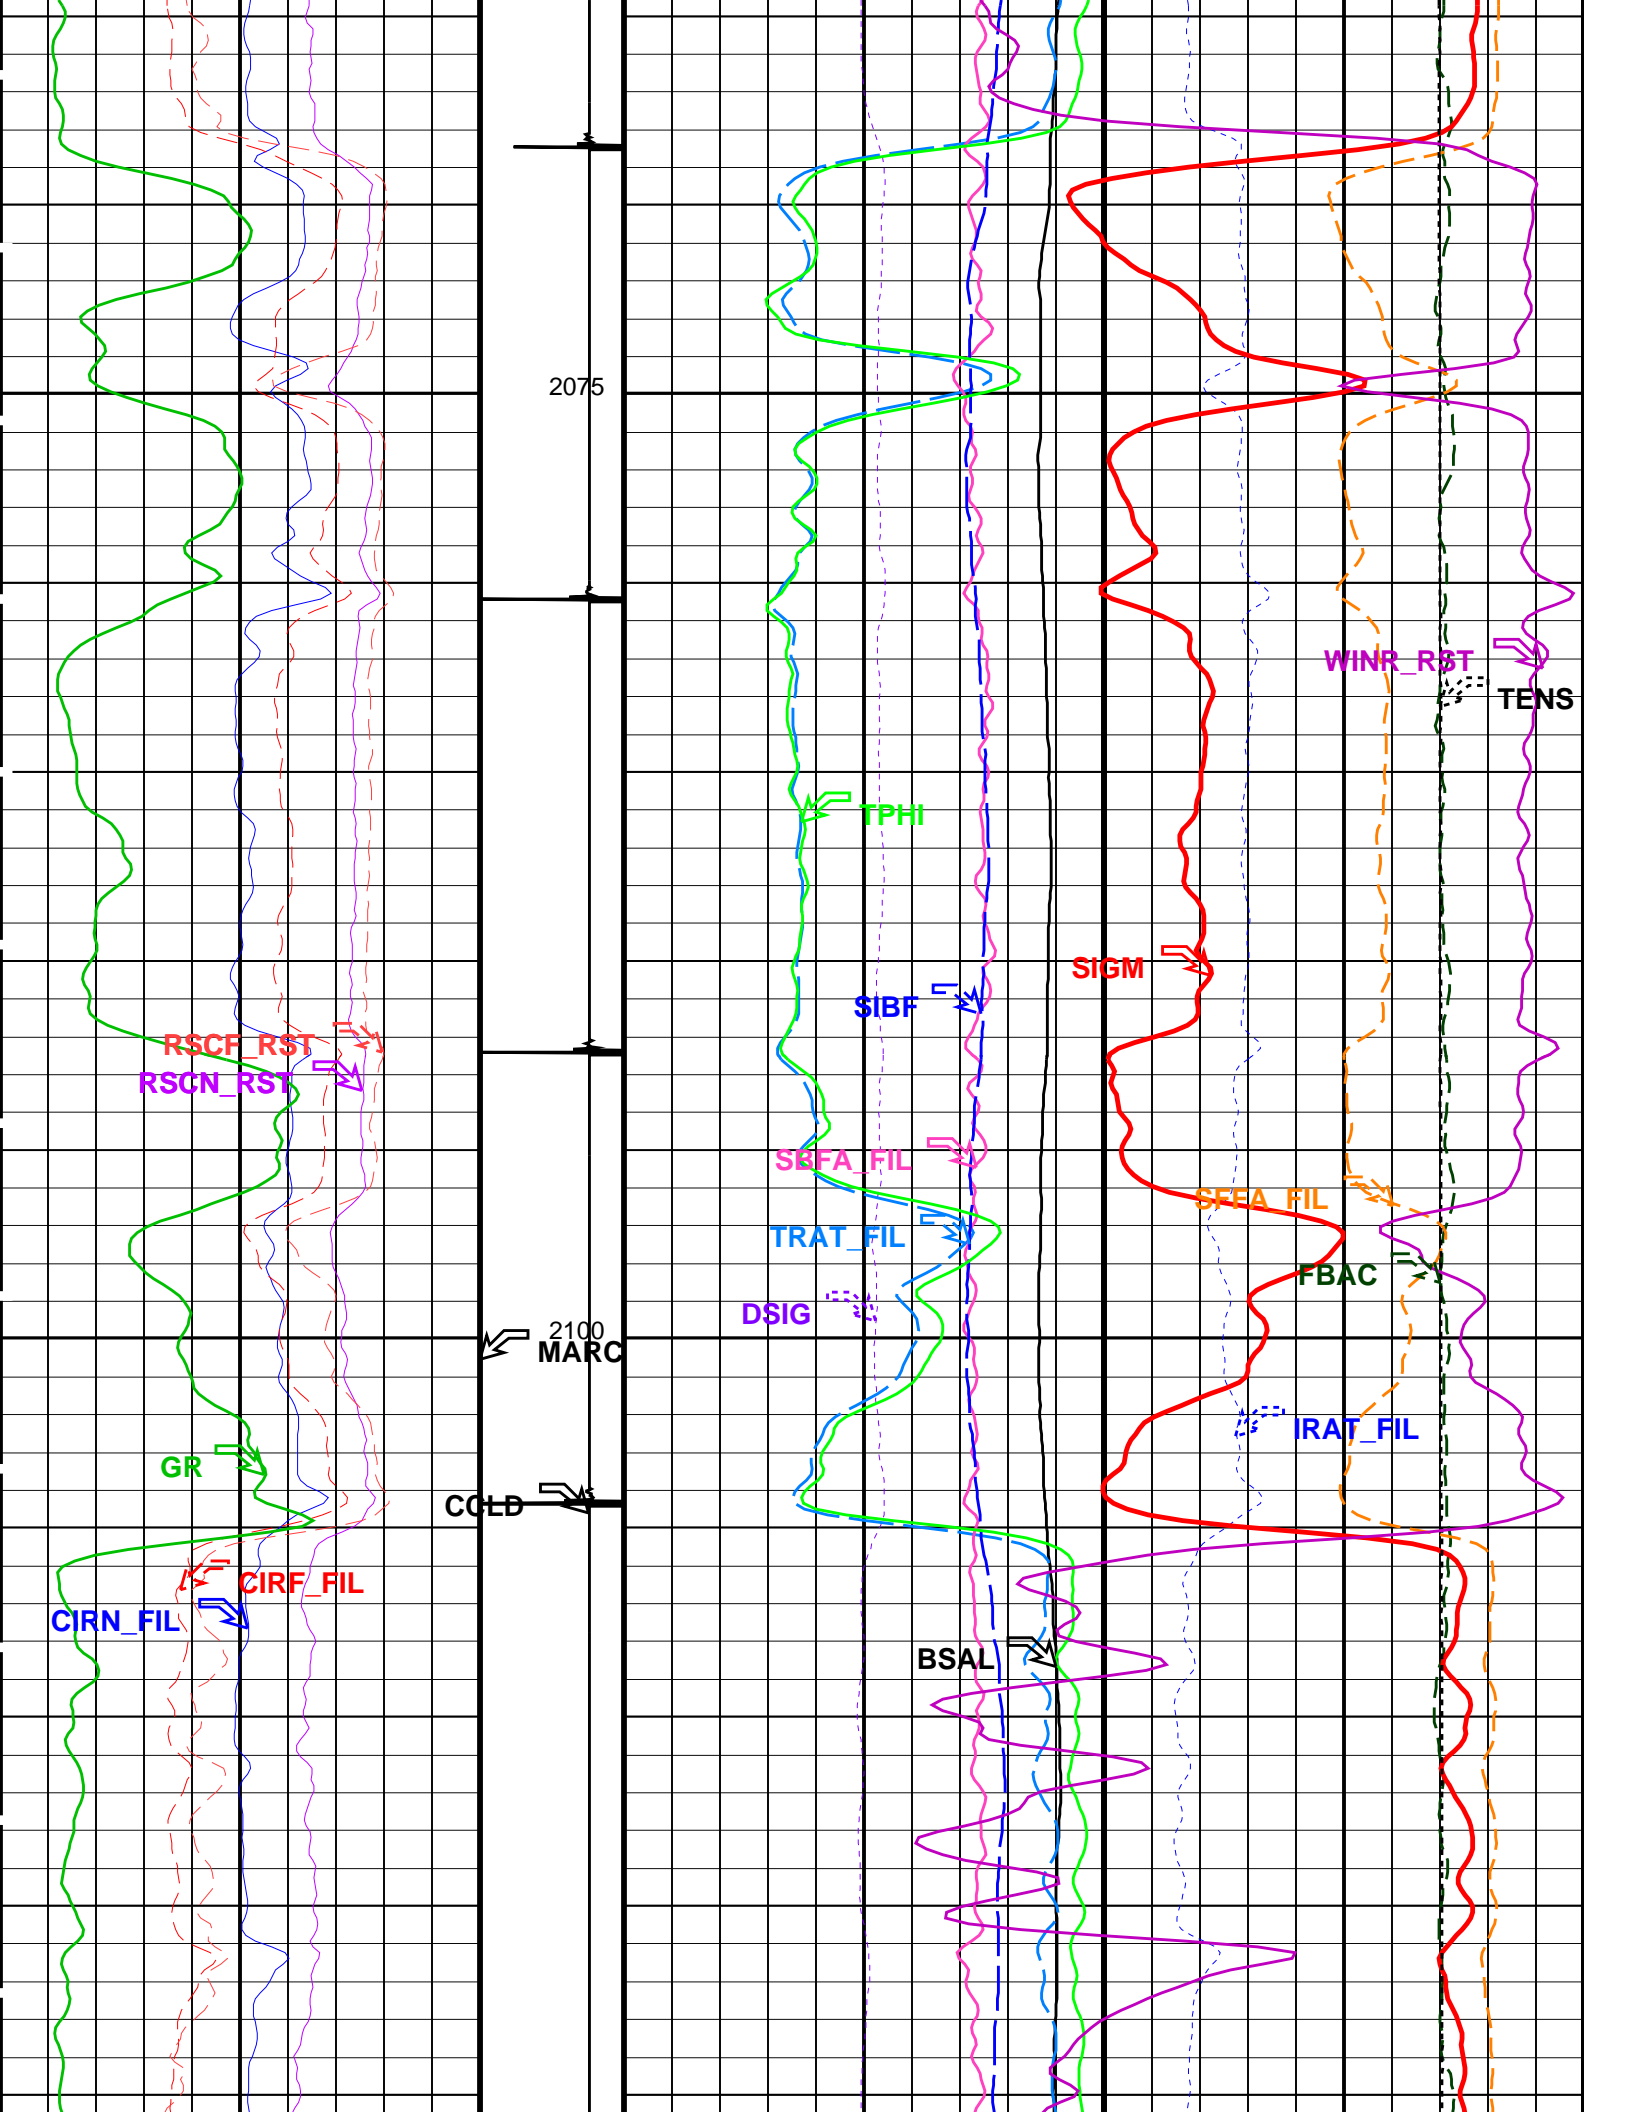 2075
WINR_RST
TENS
TPHI
SIGM
SIBF
RSCF_RST
RSCN_RST
SBFA_FIL
SFFA_FIL
TRAT_FIL
FBAC
DSIG
2100
MARC
IRAT_FIL
GR
CCLD
CIRF_FIL
CIRN_FIL
BSAL